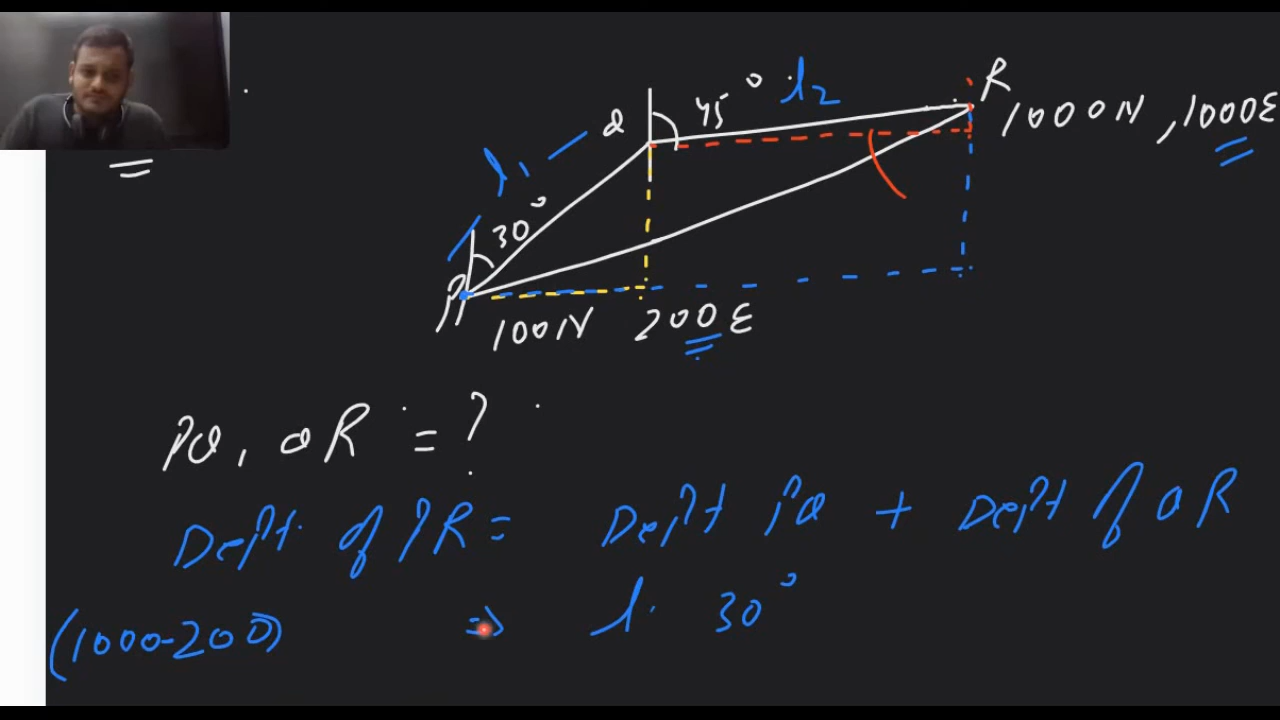 l2 R
Q 45° 1000N, 1000E
l1
30°
P
100N 200E
PQ, QR = ?
Dept. of PR = Dept PQ + Dept of QR
(1000-200) ⇒ l. 30°